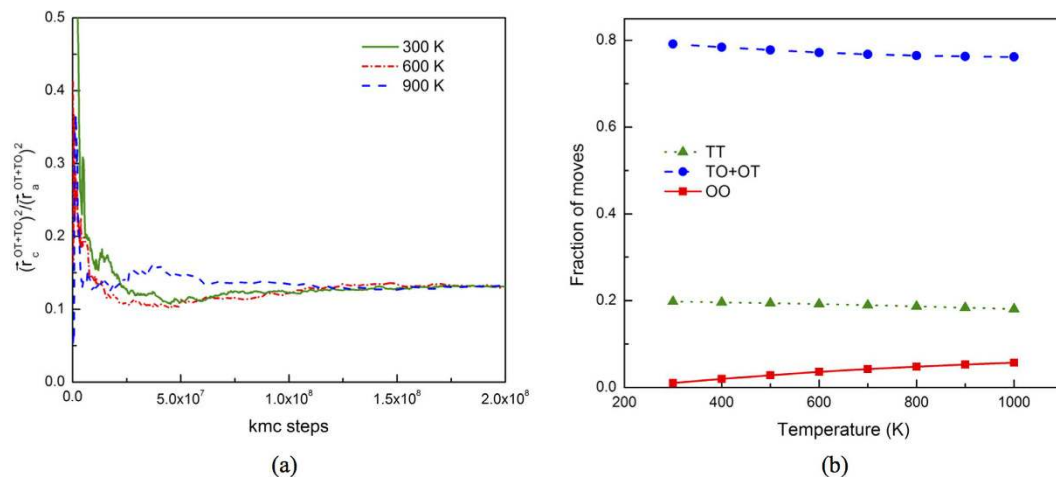 0.5
0.4
0.3
0.2
0.1
0.0
(r⃗_c^{OT+TO})²/(r⃗_a^{OT+TO})²
300 K
600 K
900 K
0.0
5.0x10⁷
1.0x10⁸
1.5x10⁸
2.0x10⁸
kmc steps
(a)
0.8
0.6
0.4
0.2
0.0
Fraction of moves
TT
TO+OT
OO
200
400
600
800
1000
Temperature (K)
(b)